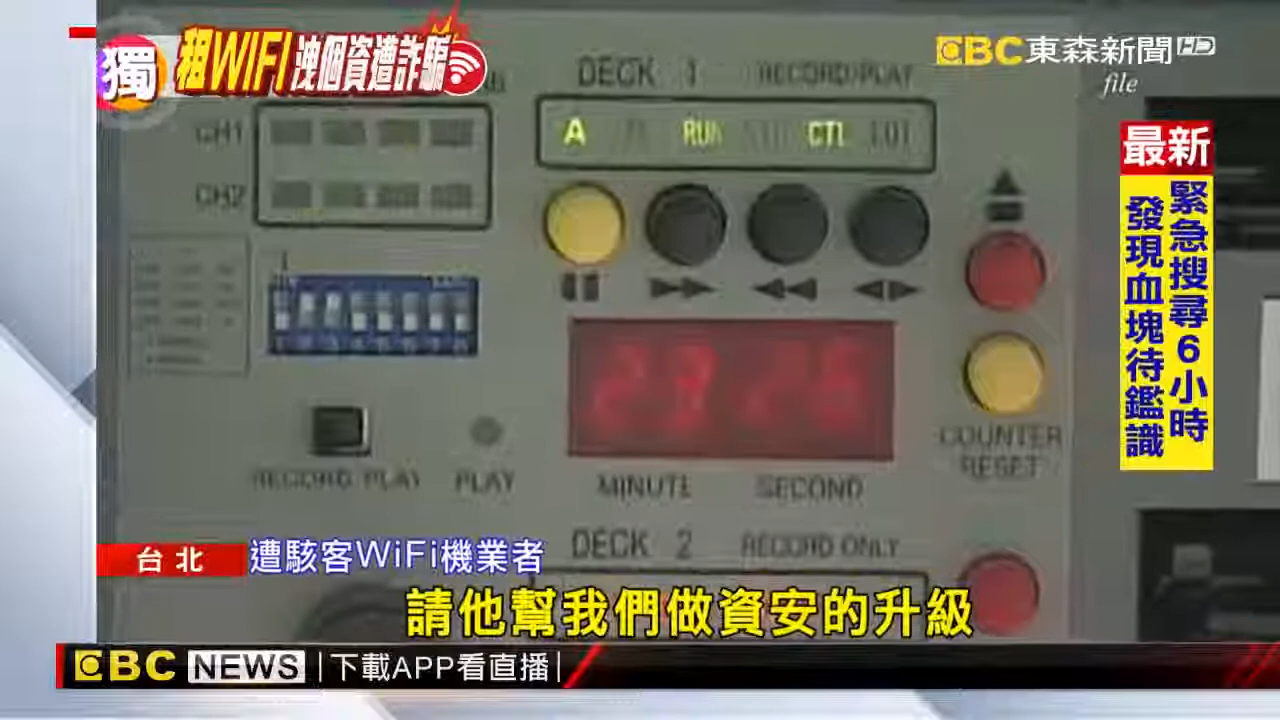 獨
租WIFI洩個資遭詐騙
EBC東森新聞HD
file
最新
緊急搜尋6小時
發現血塊待鑑識
DECK 1
RECORD/PLAY
CH1
CH2
A
RUN
CTL
MINUTE
SECOND
COUNTER
RESET
RECORD PLAY
PLAY
DECK 2
RECORD ONLY
台北
遭駭客WiFi機業者
請他幫我們做資安的升級
EBC NEWS
下載APP看直播